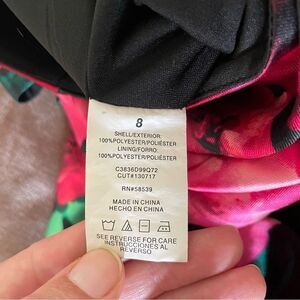 8
SHELL/EXTERIOR:
100%POLYESTER/POLIÉSTER
LINING/FORRO:
100%POLYESTER/POLIÉSTER
C3836D99Q72
CUT#130717
RN#58539
MADE IN CHINA
HECHO EN CHINA
SEE REVERSE FOR CARE
INSTRUCCIONES AL
REVERSO